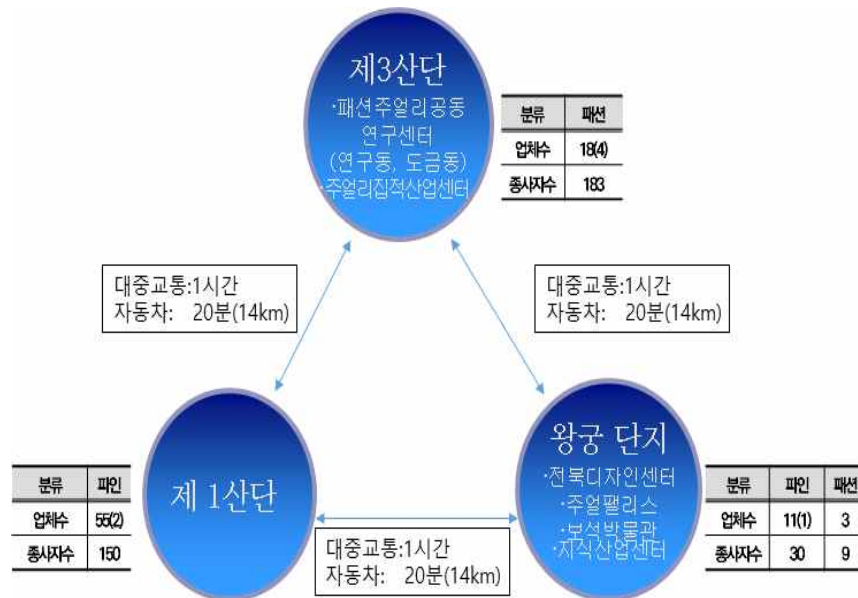 제3산단
·패션주얼리공동
연구센터
(연구동, 도금동)
·주얼리집적산업센터
분류 패션
업체수 18(4)
종사자수 183
대중교통:1시간
자동차: 20분(14km)
대중교통:1시간
자동차: 20분(14km)
제 1산단
분류 파인
업체수 55(2)
종사자수 150
왕궁 단지
·전북디자인센터
·주얼팰리스
·보석박물관
·지식산업센터
분류 파인 패션
업체수 11(1) 3
종사자수 30 9
대중교통:1시간
자동차: 20분(14km)